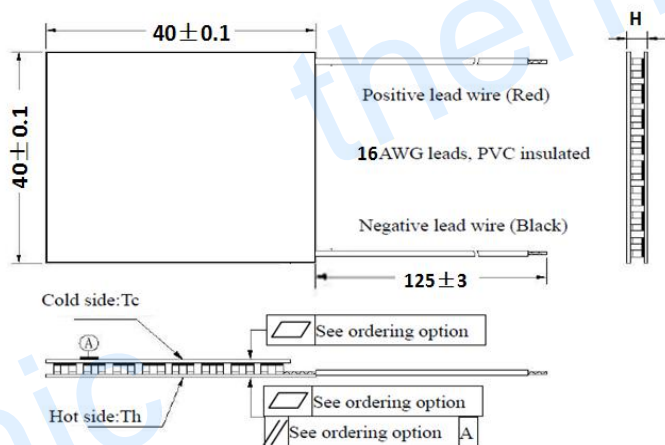 40±0.1
H
Positive lead wire (Red)
40±0.1
16AWG leads, PVC insulated
Negative lead wire (Black)
125±3
Cold side:Tc
See ordering option
A
See ordering option
Hot side:Th
See ordering option A